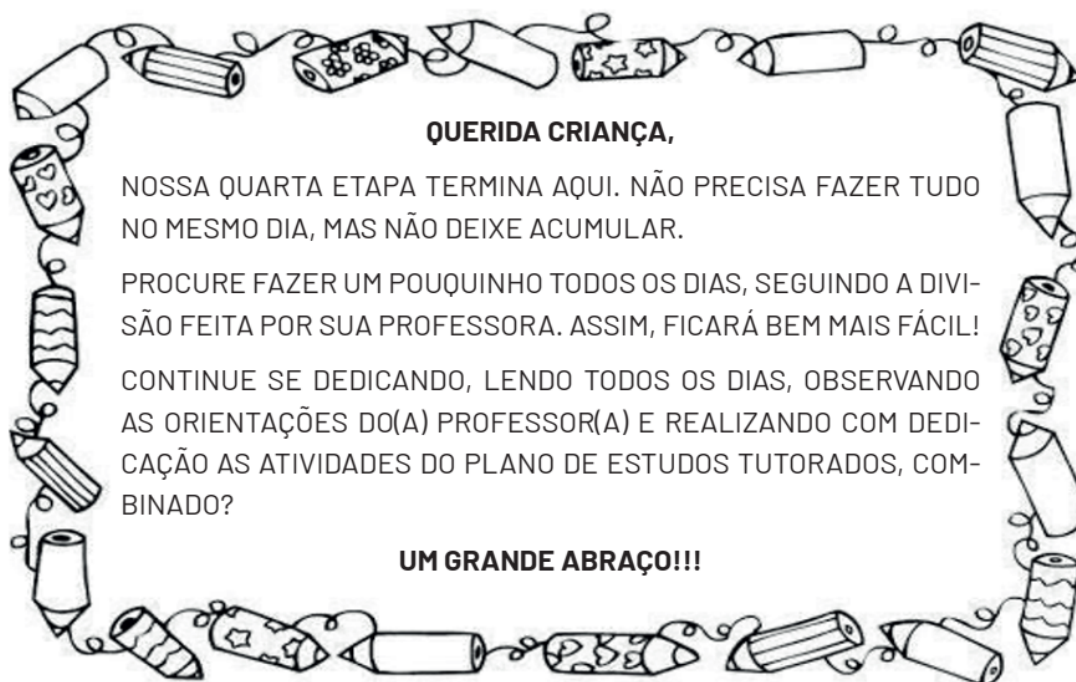 QUERIDA CRIANÇA,
NOSSA QUARTA ETAPA TERMINA AQUI. NÃO PRECISA FAZER TUDO
NO MESMO DIA, MAS NÃO DEIXE ACUMULAR.
PROCURE FAZER UM POUQUINHO TODOS OS DIAS, SEGUINDO A DIVI-
SÃO FEITA POR SUA PROFESSORA. ASSIM, FICARÁ BEM MAIS FÁCIL!
CONTINUE SE DEDICANDO, LENDO TODOS OS DIAS, OBSERVANDO
AS ORIENTAÇÕES DO(A) PROFESSOR(A) E REALIZANDO COM DEDI-
CAÇÃO AS ATIVIDADES DO PLANO DE ESTUDOS TUTORADOS, COM-
BINADO?
UM GRANDE ABRAÇO!!!